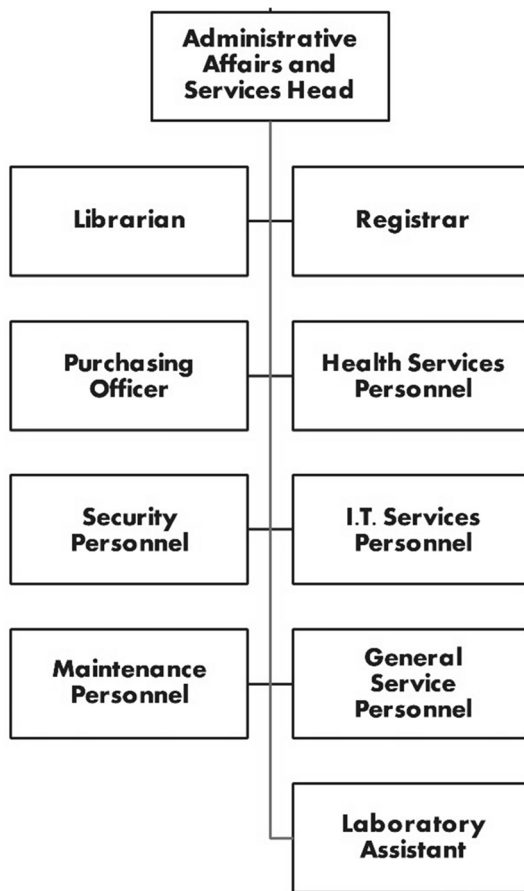 Administrative
Affairs and
Services Head
Librarian
Registrar
Purchasing
Officer
Health Services
Personnel
Security
Personnel
I.T. Services
Personnel
Maintenance
Personnel
General
Service
Personnel
Laboratory
Assistant